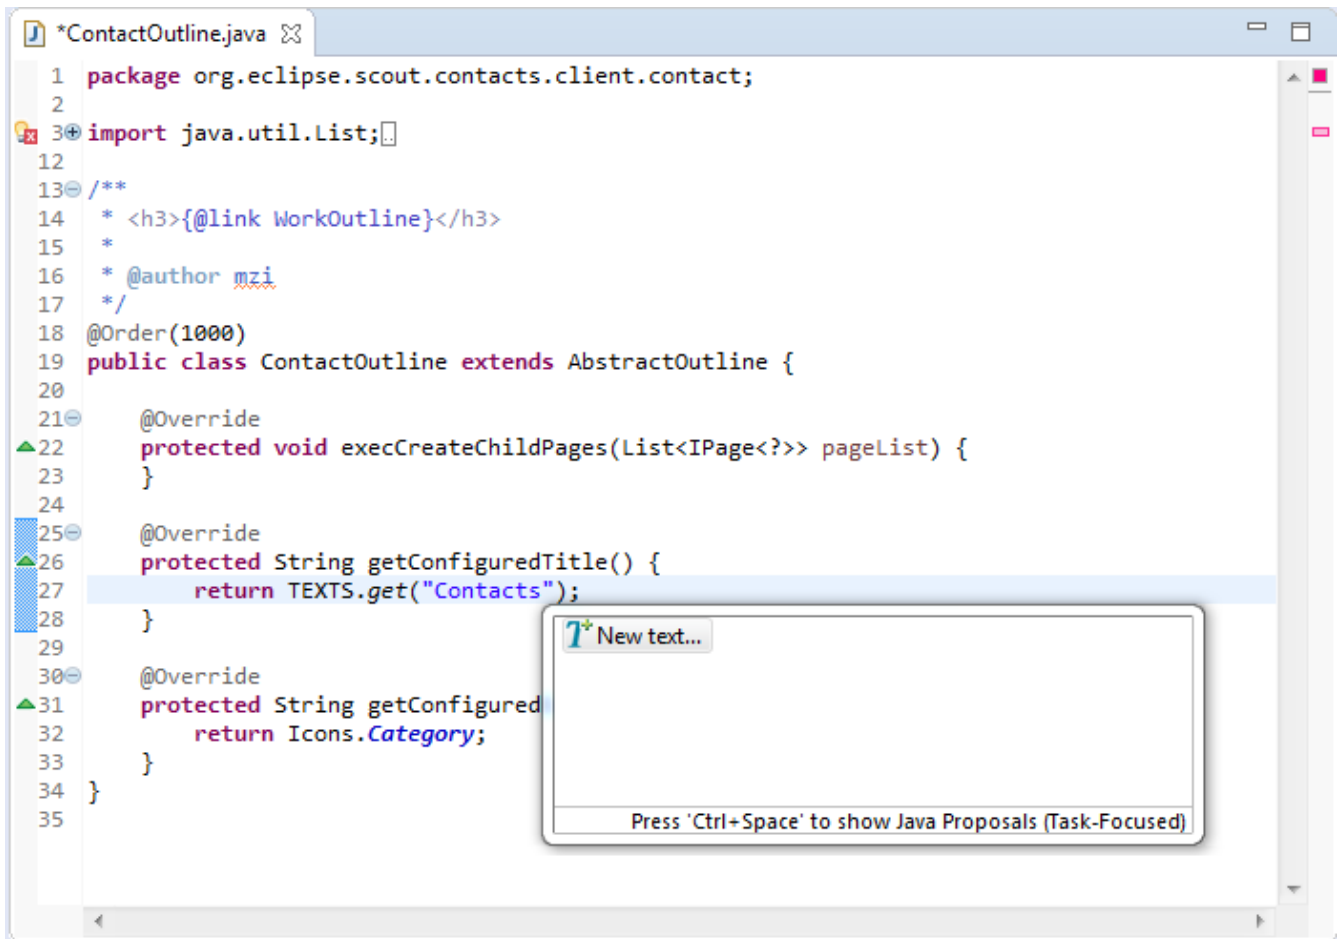 *ContactOutline.java
1 package org.eclipse.scout.contacts.client.contact;
2
3 import java.util.List;
12
13 /**
14  * <h3>{@link WorkOutline}</h3>
15  *
16  * @author mzi
17  */
18 @Order(1000)
19 public class ContactOutline extends AbstractOutline {
20
21     @Override
22     protected void execCreateChildPages(List<IPage<?>> pageList) {
23     }
24
25     @Override
26     protected String getConfiguredTitle() {
27         return TEXTS.get("Contacts");
28     }
29
30     @Override
31     protected String getConfigured
32         return Icons.Category;
33     }
34 }
35
New text...
Press 'Ctrl+Space' to show Java Proposals (Task-Focused)